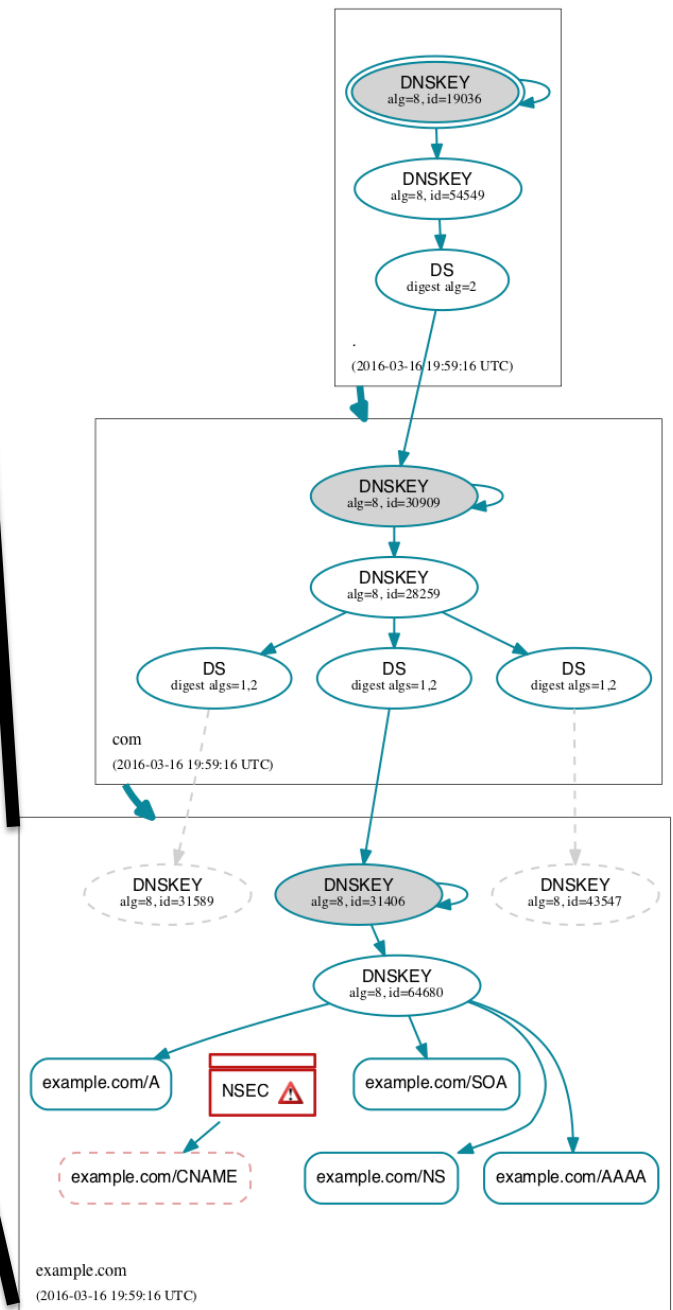 DNSKEY
alg=8, id=19036
DNSKEY
alg=8, id=54549
DS
digest alg=2
.
(2016-03-16 19:59:16 UTC)
DNSKEY
alg=8, id=30909
DNSKEY
alg=8, id=28259
DS
digest algs=1,2
DS
digest algs=1,2
DS
digest algs=1,2
com
(2016-03-16 19:59:16 UTC)
DNSKEY
alg=8, id=31589
DNSKEY
alg=8, id=31406
DNSKEY
alg=8, id=43547
DNSKEY
alg=8, id=64680
example.com/A
NSEC
example.com/SOA
example.com/CNAME
example.com/NS
example.com/AAAA
example.com
(2016-03-16 19:59:16 UTC)